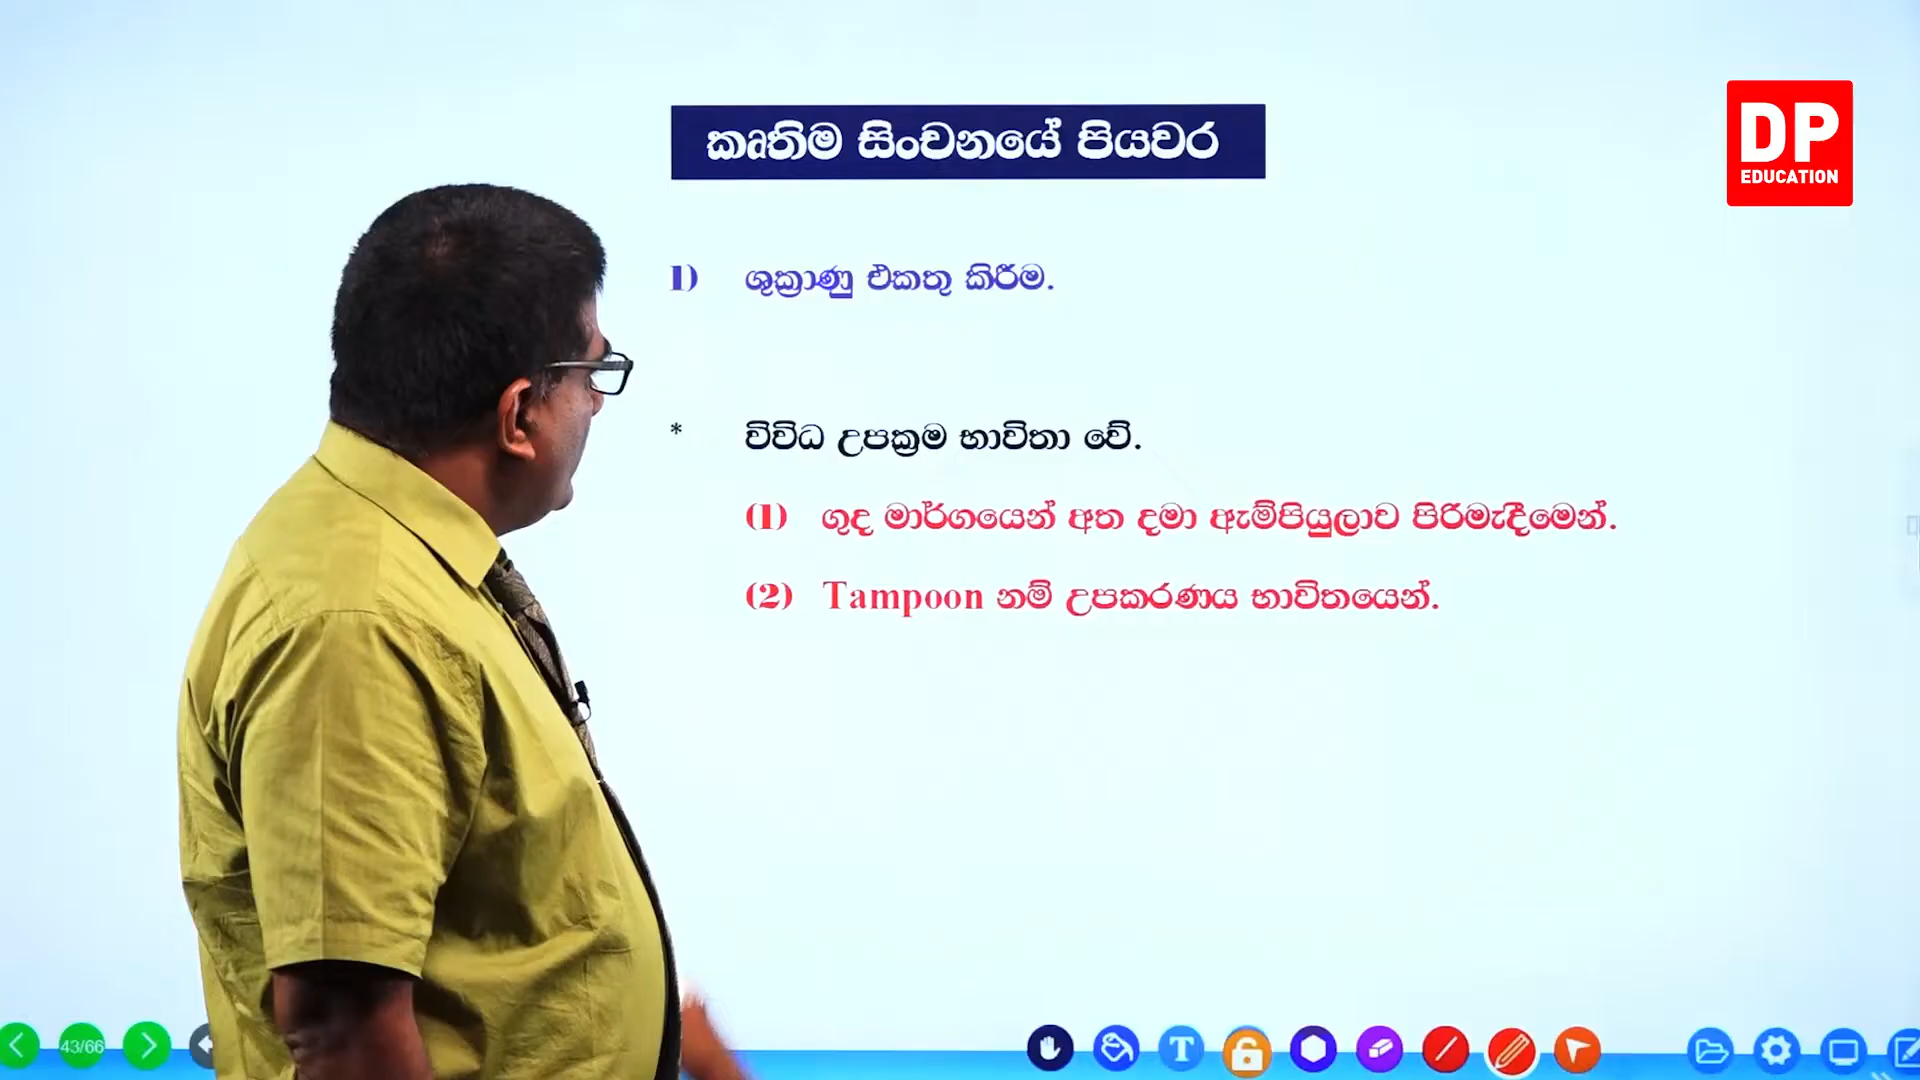 කෘතිම සිංචනයේ පියවර
DP
EDUCATION
1) ශුක්‍රාණු එකතු කිරීම.
* විවිධ උපක්‍රම භාවිතා වේ.
(1) ගුද මාර්ගයෙන් අත දමා ඇම්පියුලාව පිරිමැදීමෙන්.
(2) Tampoon නම් උපකරණය භාවිතයෙන්.
43/66
T